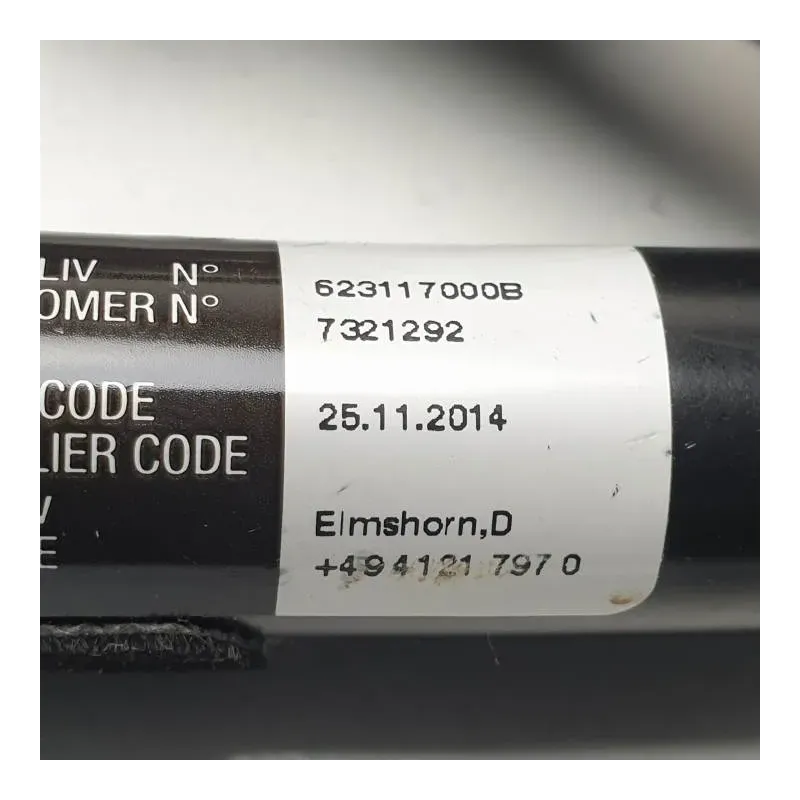 LIV N° 623117000B
OMER N° 7321292
CODE 25.11.2014
LIER CODE
Elmshorn,D
E +49 4121 797 0